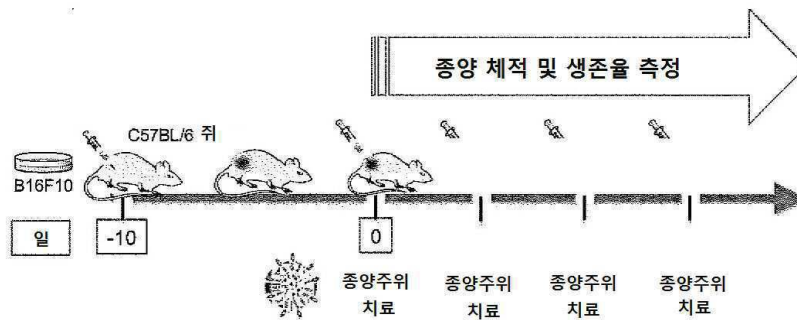 종양 체적 및 생존율 측정
C57BL/6 쥐
B16F10
일
-10
0
종양주위
치료
종양주위
치료
종양주위
치료
종양주위
치료